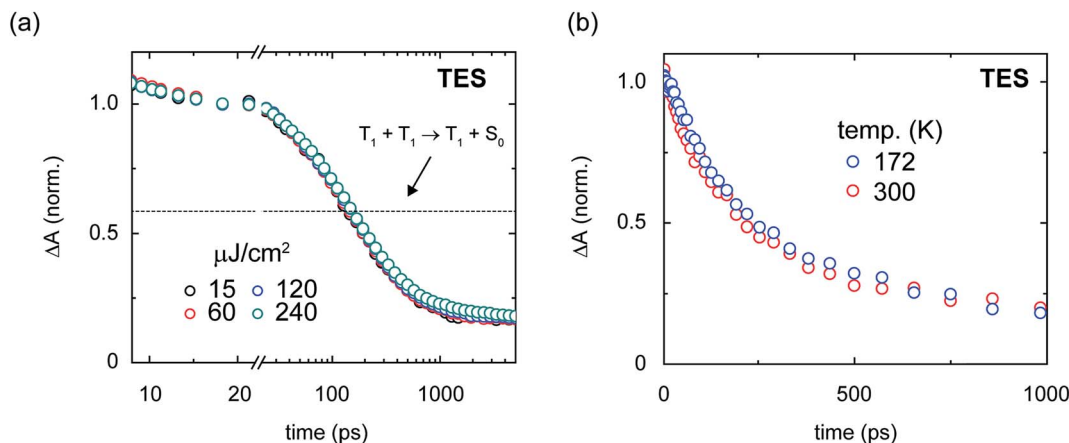 (a)
TES
T₁ + T₁ → T₁ + S₀
ΔA (norm.)
1.0
0.5
0
μJ/cm²
15 120
60 240
10 20 100 1000
time (ps)
(b)
TES
temp. (K)
172
300
ΔA (norm.)
1.0
0.5
0
0 500 1000
time (ps)